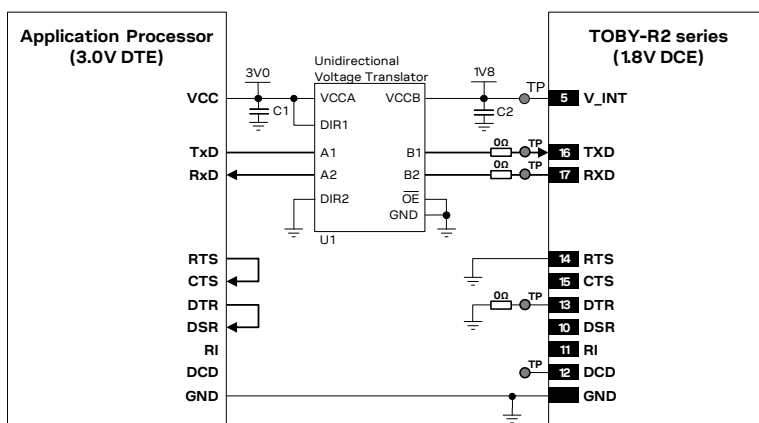 Application Processor
(3.0V DTE)
TOBY-R2 series
(1.8V DCE)
Unidirectional
Voltage Translator
3V0
1V8
TP
VCC
C1
VCCA
VCCB
C2
5
V_INT
DIR1
0Ω
TP
TxD
A1
B1
16
TXD
0Ω
TP
RxD
A2
B2
17
RXD
DIR2
OE
GND
U1
RTS
14
RTS
CTS
15
CTS
0Ω
TP
DTR
13
DTR
DSR
10
DSR
RI
11
RI
TP
DCD
12
DCD
GND
GND